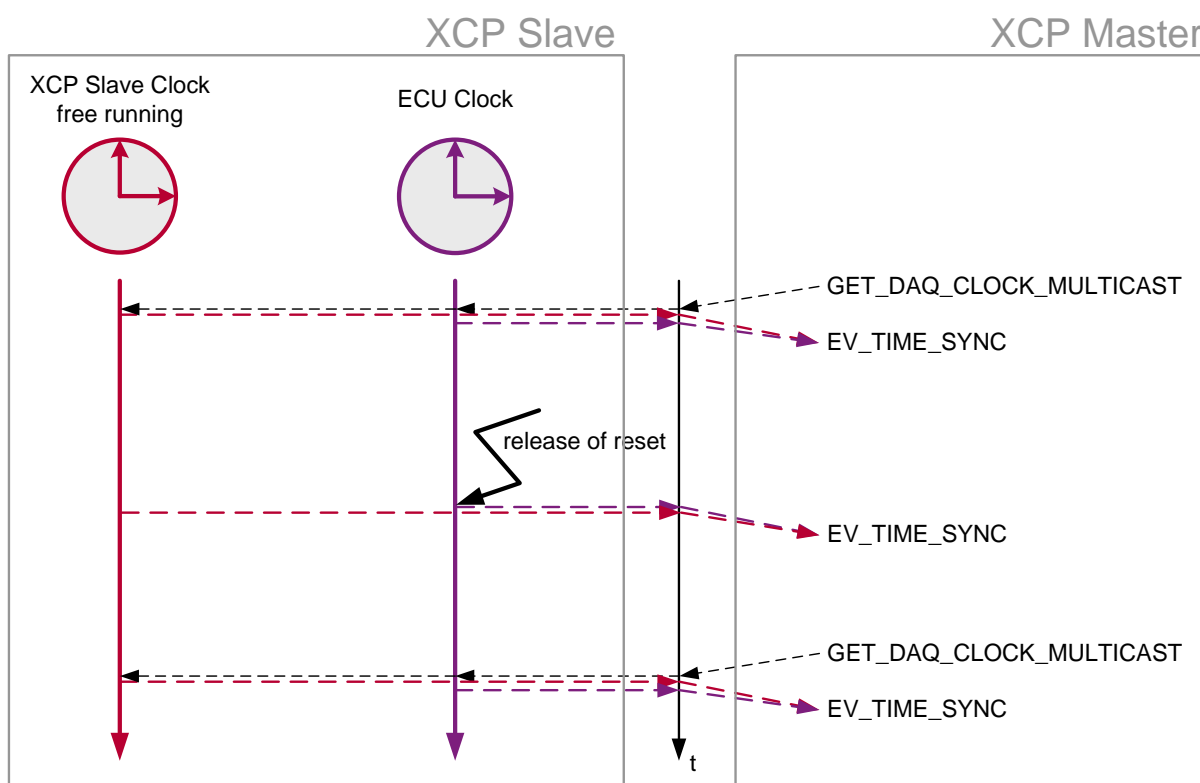 XCP Slave
XCP Master
XCP Slave Clock
free running
ECU Clock
GET_DAQ_CLOCK_MULTICAST
EV_TIME_SYNC
release of reset
EV_TIME_SYNC
GET_DAQ_CLOCK_MULTICAST
EV_TIME_SYNC
t